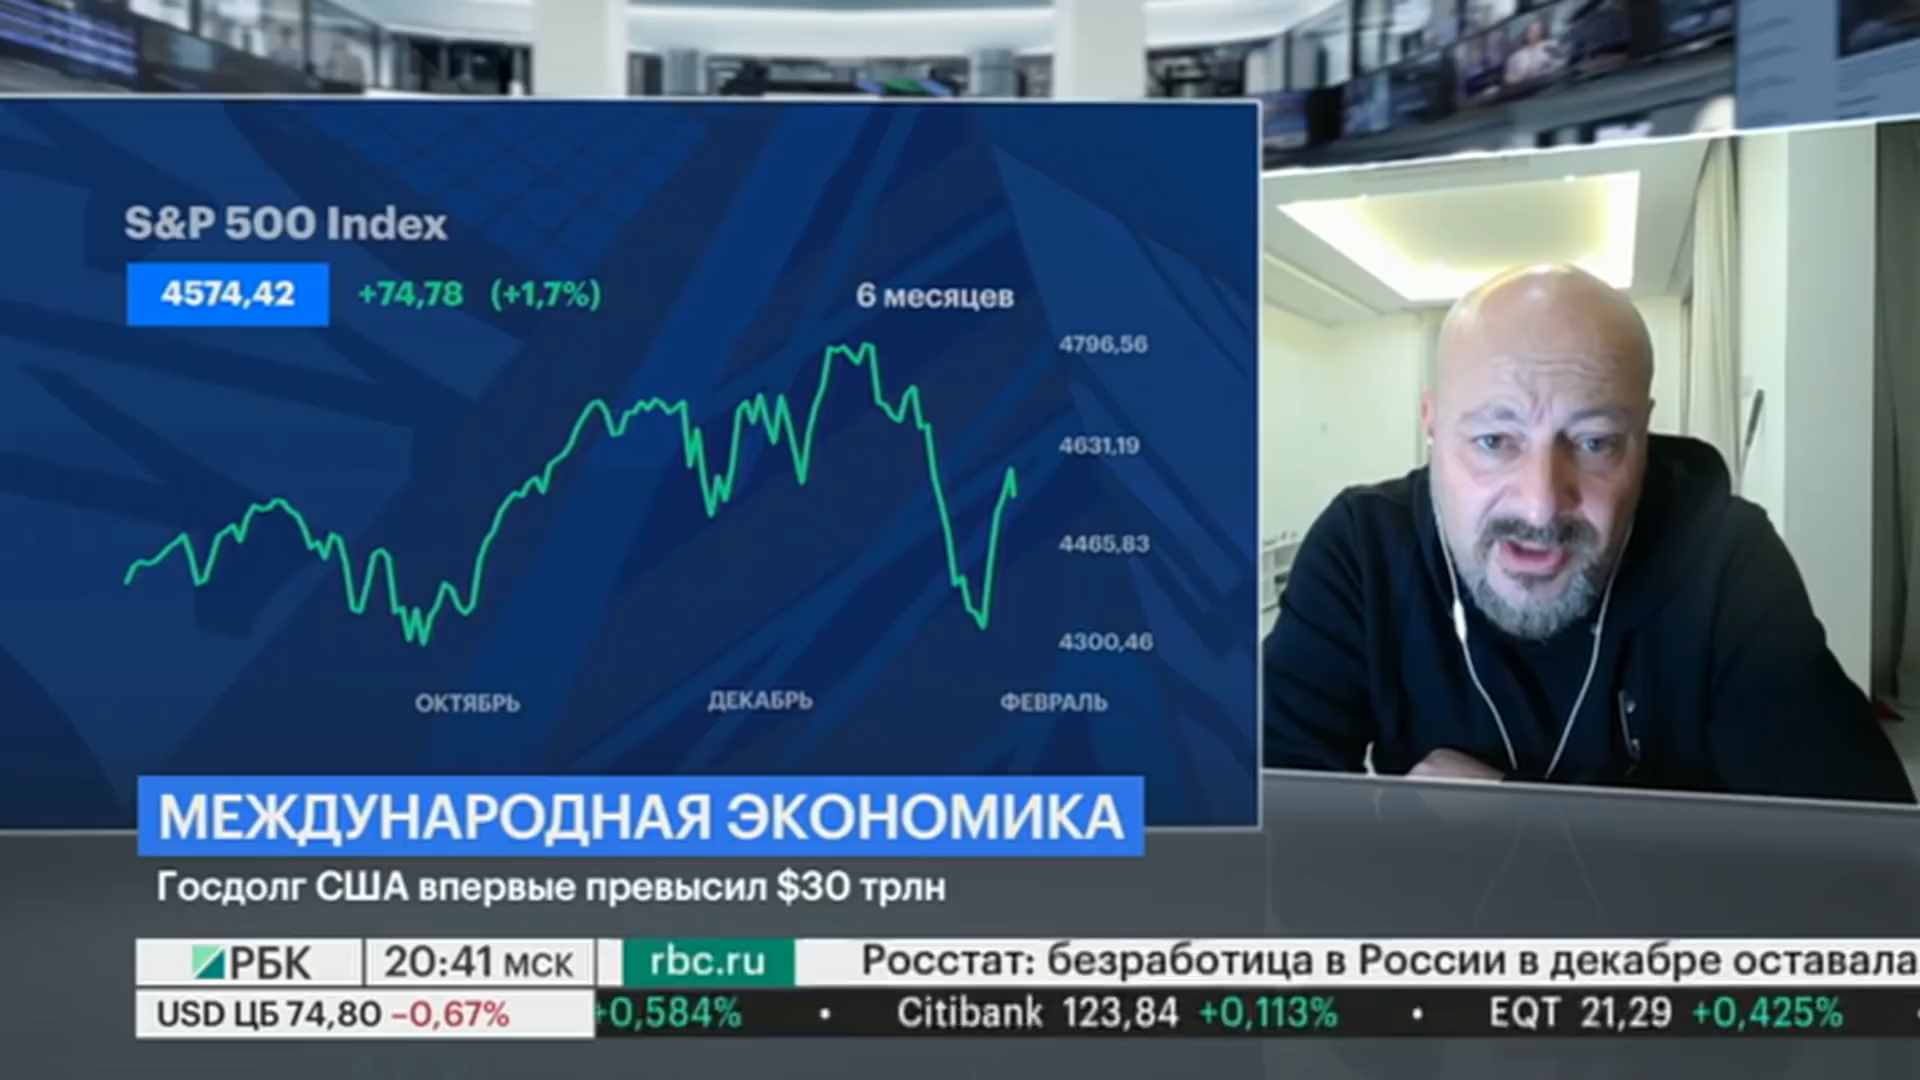 S&P 500 Index
4574,42 +74,78 (+1,7%)
6 месяцев
4796,56
4631,19
4465,83
4300,46
ОКТЯБРЬ ДЕКАБРЬ ФЕВРАЛЬ
МЕЖДУНАРОДНАЯ ЭКОНОМИКА
Госдолг США впервые превысил $30 трлн
РБК 20:41 МСК rbc.ru Росстат: безработица в России в декабре оставала
USD ЦБ 74,80 -0,67% +0,584% • Citibank 123,84 +0,113% • EQT 21,29 +0,425%